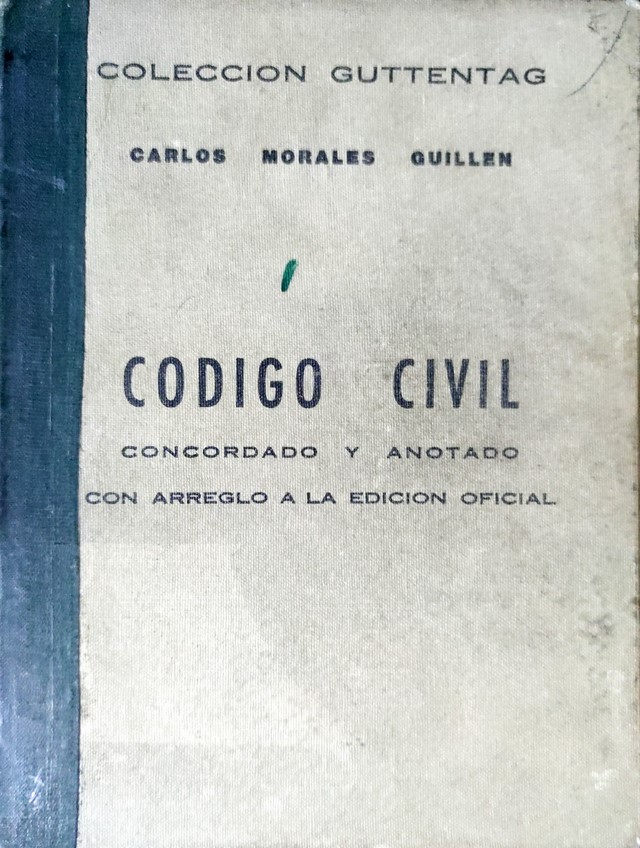 COLECCION GUTTENTAG
CARLOS MORALES GUILLEN
CODIGO CIVIL
CONCORDADO Y ANOTADO
CON ARREGLO A LA EDICION OFICIAL